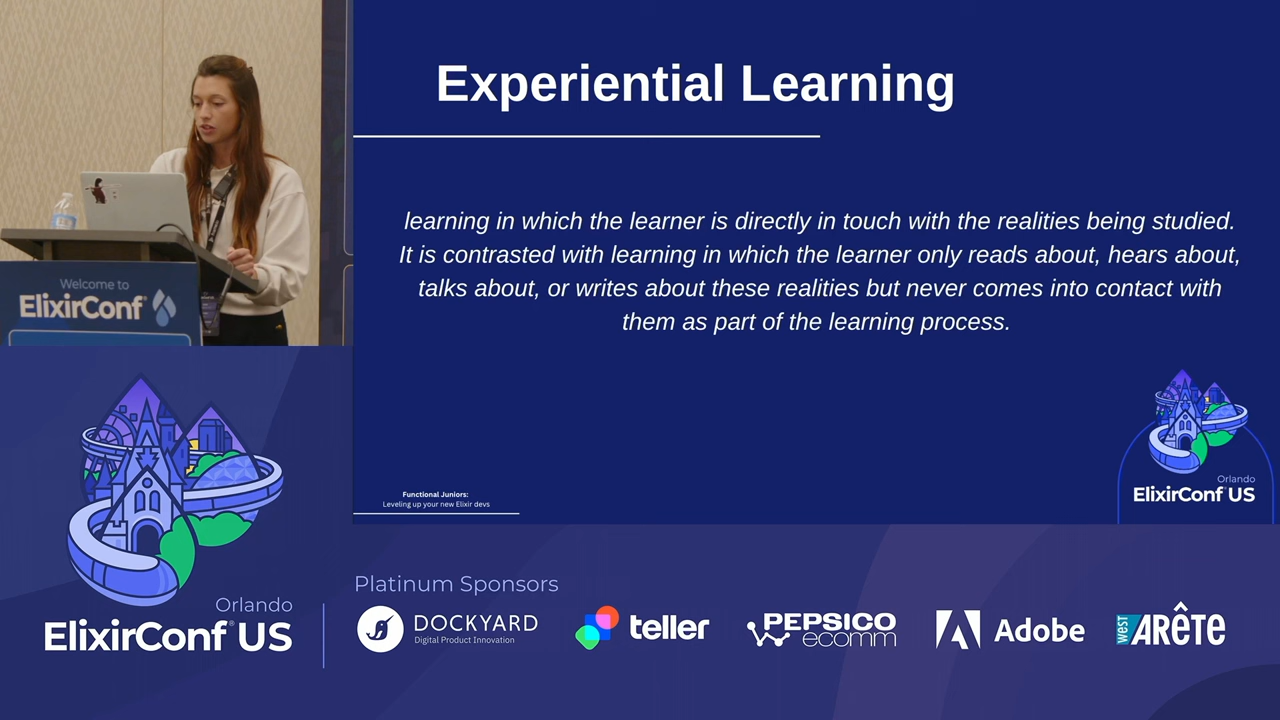 Experiential Learning
learning in which the learner is directly in touch with the realities being studied.
It is contrasted with learning in which the learner only reads about, hears about,
talks about, or writes about these realities but never comes into contact with
them as part of the learning process.
Functional Juniors:
Leveling up your new Elixir devs
Orlando
ElixirConf US
Welcome to
ElixirConf
Orlando
ElixirConf® US
Platinum Sponsors
DOCKYARD
Digital Product Innovation
teller
PEPSICO
ecomm
Adobe
west ARÊTE